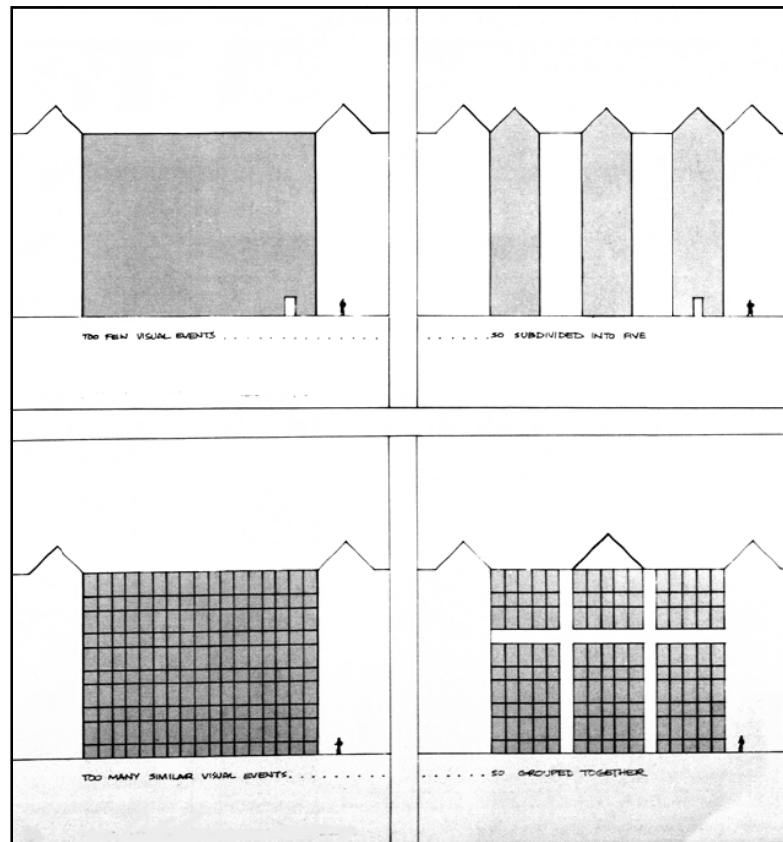 TOO FEW VISUAL EVENTS . . . . . . . . . . . . . . . . . . . . . . SO SUBDIVIDED INTO FIVE
TOO MANY SIMILAR VISUAL EVENTS . . . . . . . . . . . . . . . . . SO GROUPED TOGETHER